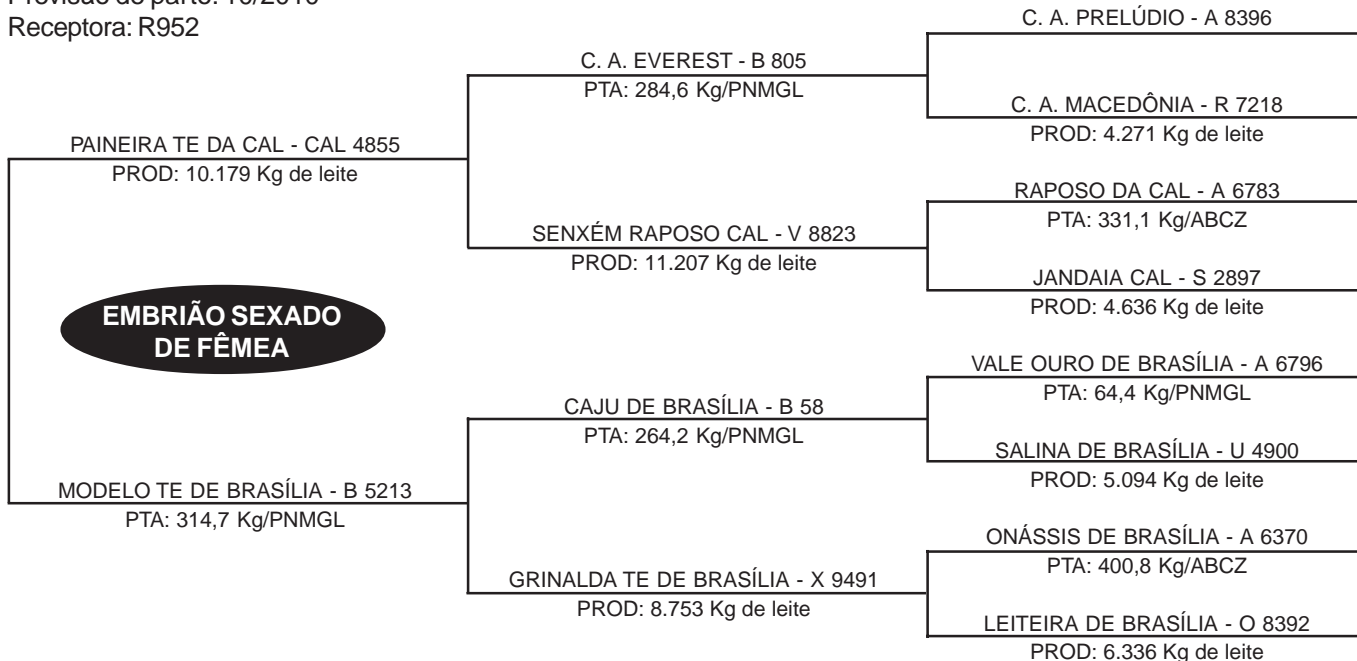 Receptora: R952
PAINEIRA TE DA CAL - CAL 4855
PROD: 10.179 Kg de leite
EMBRIÃO SEXADO
DE FÊMEA
MODELO TE DE BRASÍLIA - B 5213
PTA: 314,7 Kg/PNMGL
C. A. EVEREST - B 805
PTA: 284,6 Kg/PNMGL
SENXÉM RAPOSO CAL - V 8823
PROD: 11.207 Kg de leite
CAJU DE BRASÍLIA - B 58
PTA: 264,2 Kg/PNMGL
GRINALDA TE DE BRASÍLIA - X 9491
PROD: 8.753 Kg de leite
C. A. PRELÚDIO - A 8396
C. A. MACEDÔNIA - R 7218
PROD: 4.271 Kg de leite
RAPOSO DA CAL - A 6783
PTA: 331,1 Kg/ABCZ
JANDAIA CAL - S 2897
PROD: 4.636 Kg de leite
VALE OURO DE BRASÍLIA - A 6796
PTA: 64,4 Kg/PNMGL
SALINA DE BRASÍLIA - U 4900
PROD: 5.094 Kg de leite
ONÁSSIS DE BRASÍLIA - A 6370
PTA: 400,8 Kg/ABCZ
LEITEIRA DE BRASÍLIA - O 8392
PROD: 6.336 Kg de leite